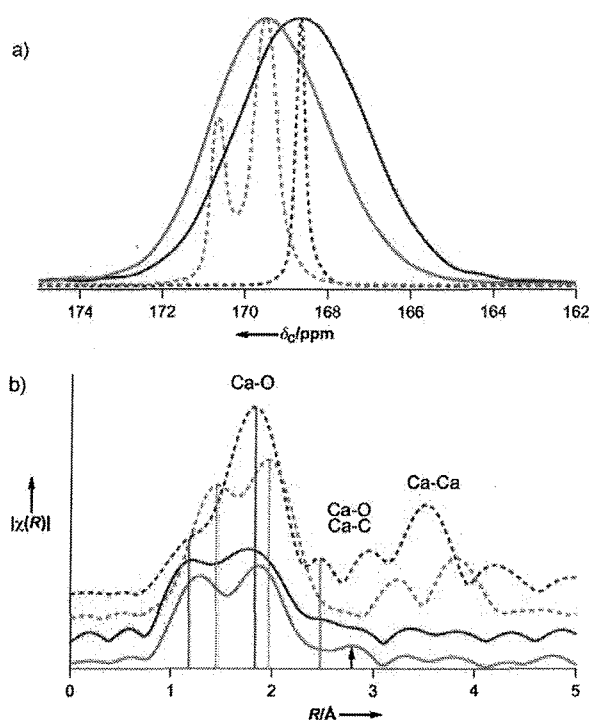 a)
174 172 170 168 166 164 162
δC/ppm
b)
Ca-O
Ca-O
Ca-C
Ca-Ca
|χ(R)|
0 1 2 3 4 5
R/Å